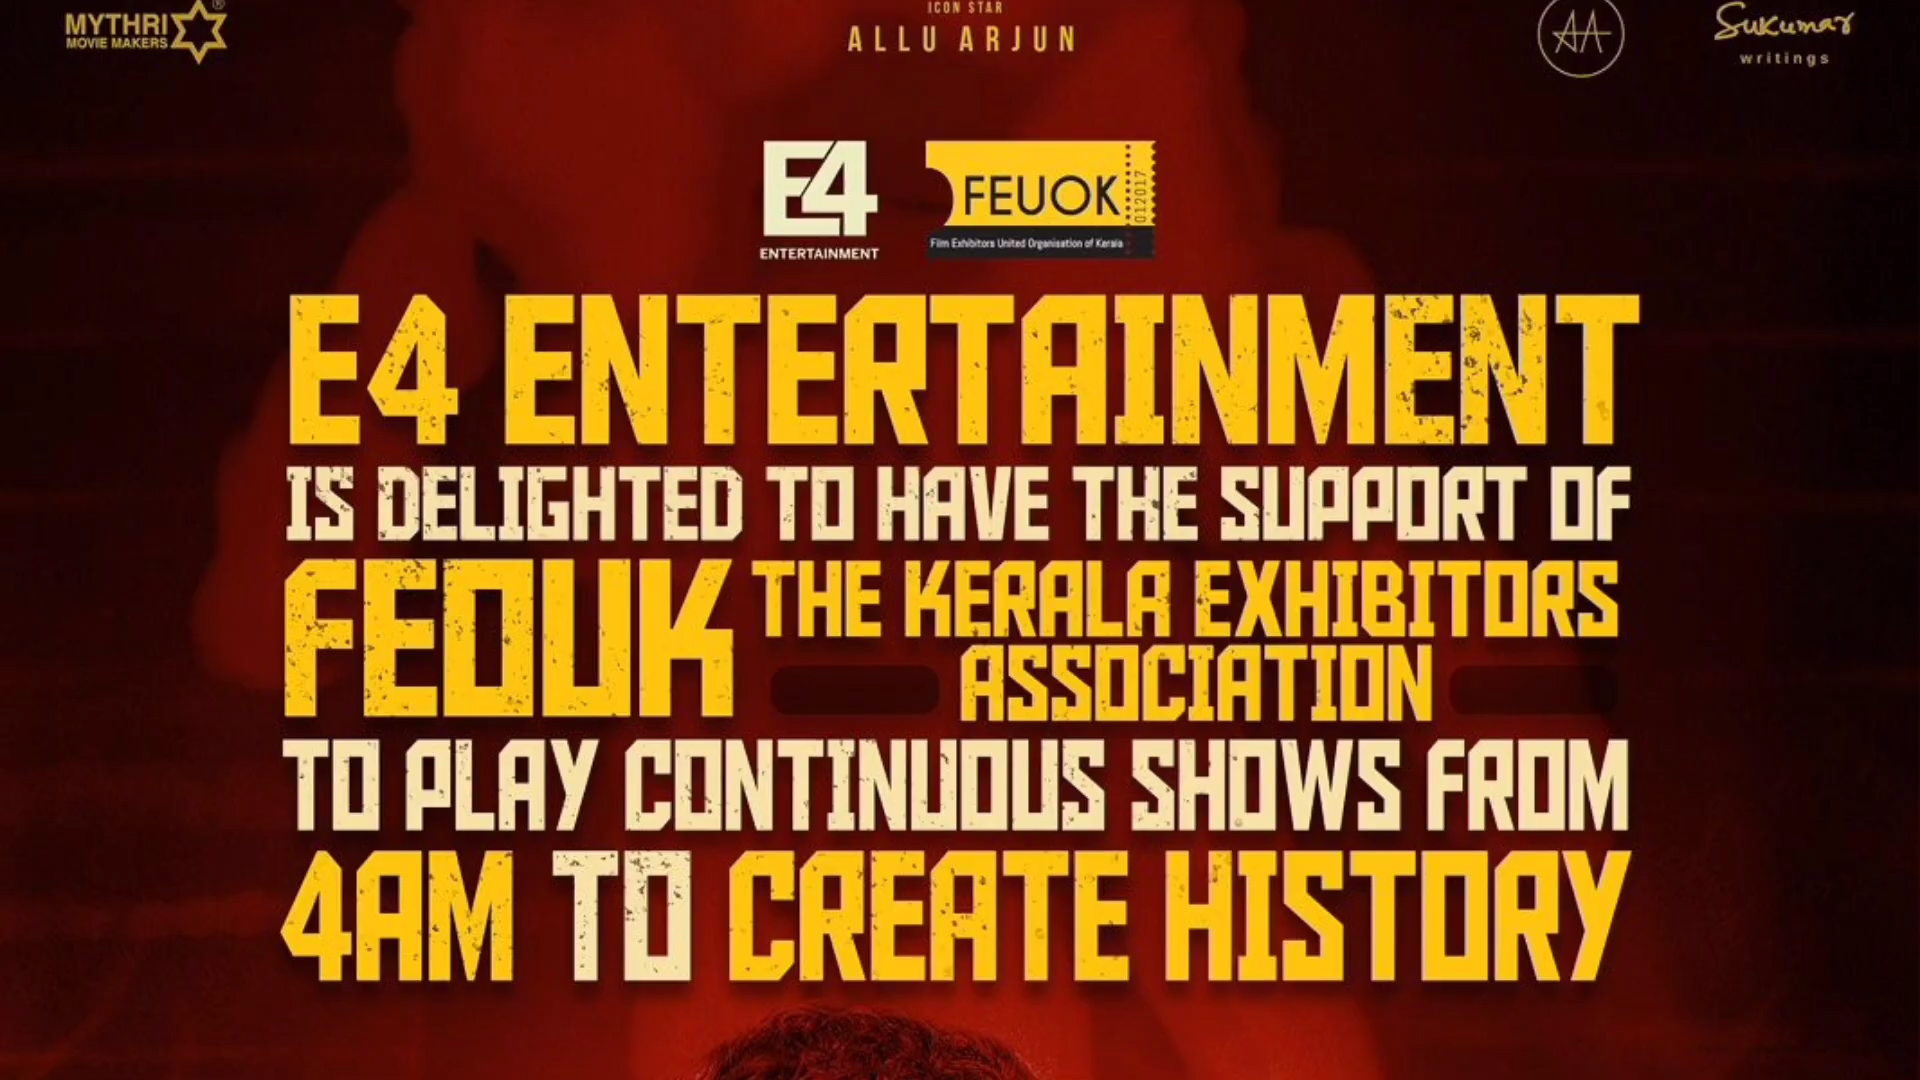 MYTHRI
MOVIE MAKERS
®
ICON STAR
ALLU ARJUN
AA
Sukumar
writings
E4
ENTERTAINMENT
FEUOK
012017
Film Exhibitors United Organisation of Kerala
E4 ENTERTAINMENT
IS DELIGHTED TO HAVE THE SUPPORT OF
FEOUK THE KERALA EXHIBITORS
ASSOCIATION
TO PLAY CONTINUOUS SHOWS FROM
4AM TO CREATE HISTORY